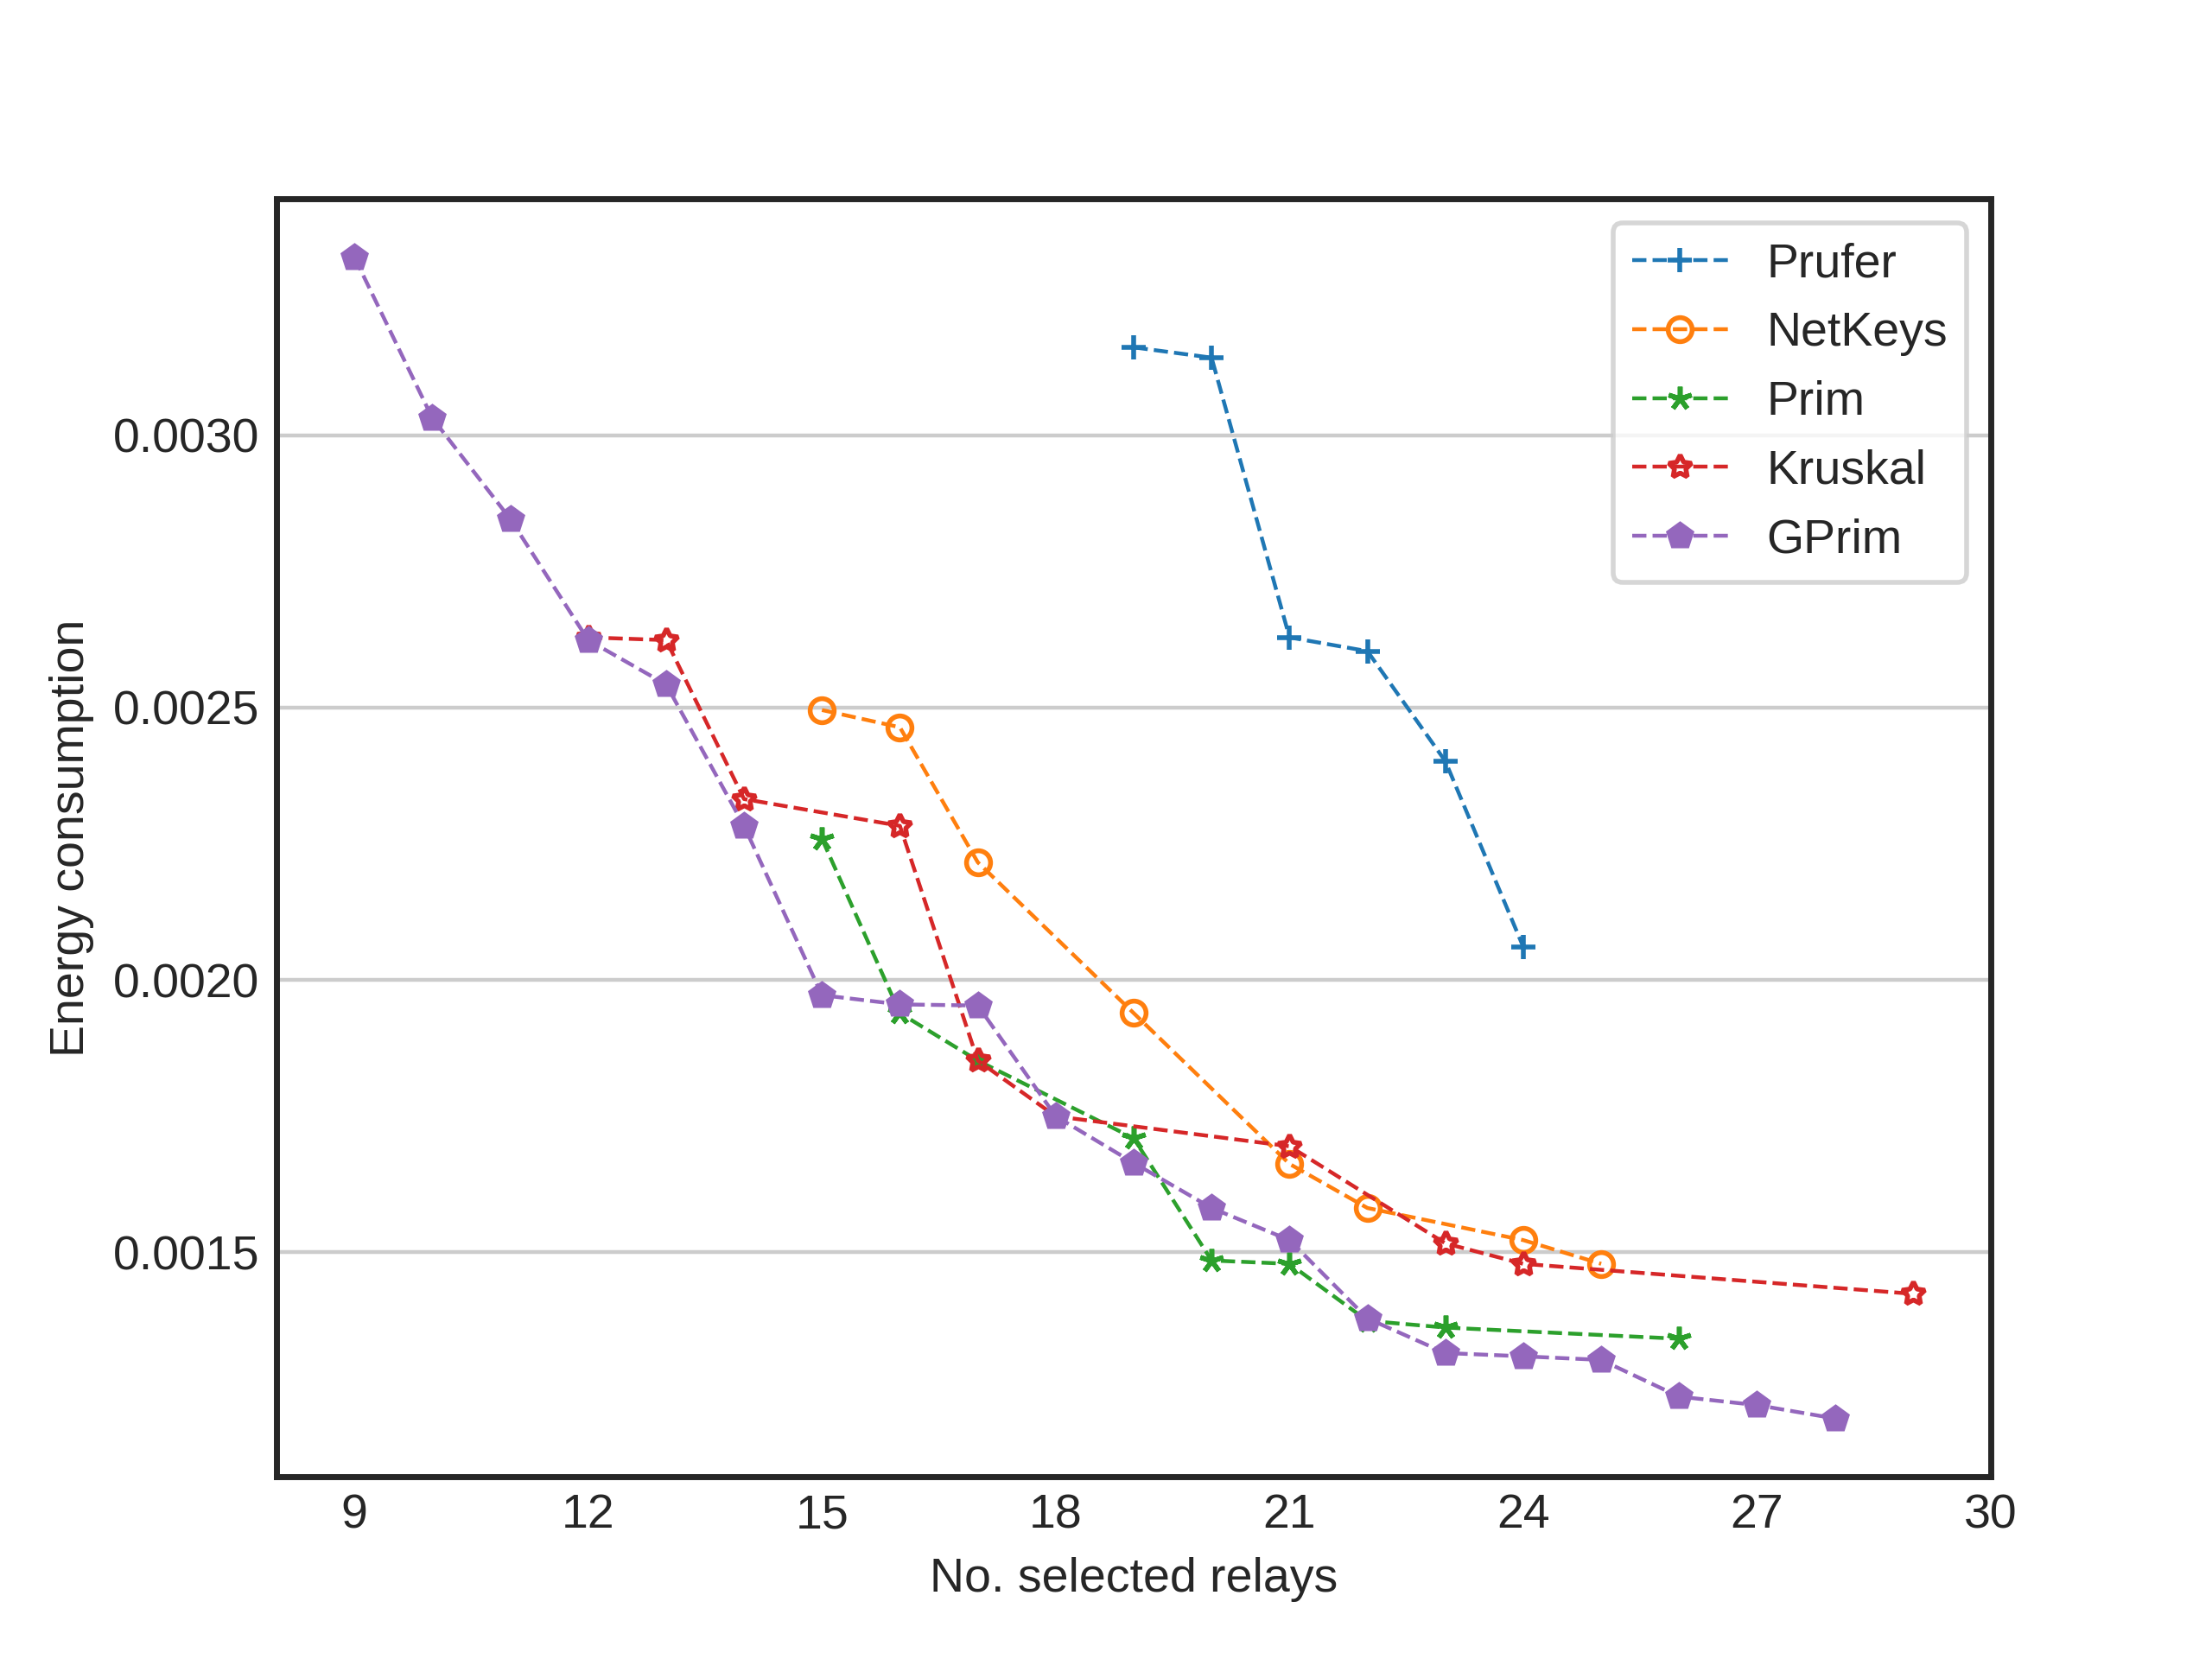 Prufer
NetKeys
Prim
Kruskal
GPrim
0.0030
0.0025
0.0020
0.0015
Energy consumption
9 12 15 18 21 24 27 30
No. selected relays